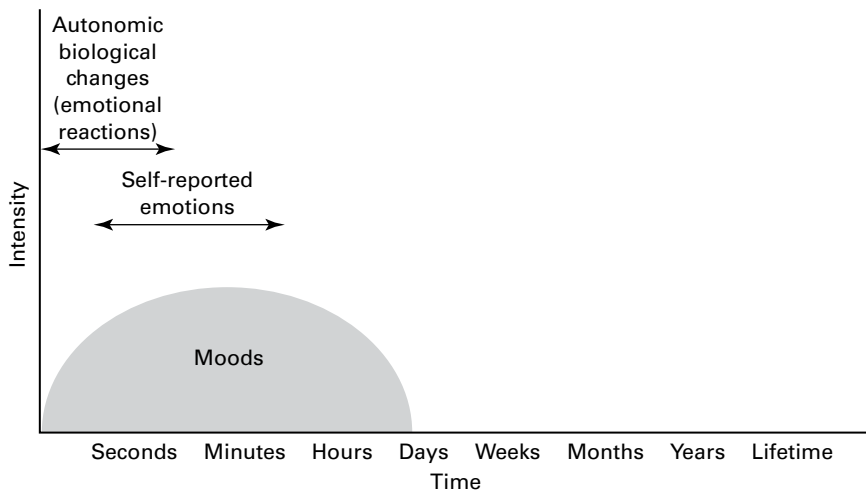 Autonomic
biological
changes
(emotional
reactions)
Self-reported
emotions
Intensity
Moods
Seconds Minutes Hours Days Weeks Months Years Lifetime
Time